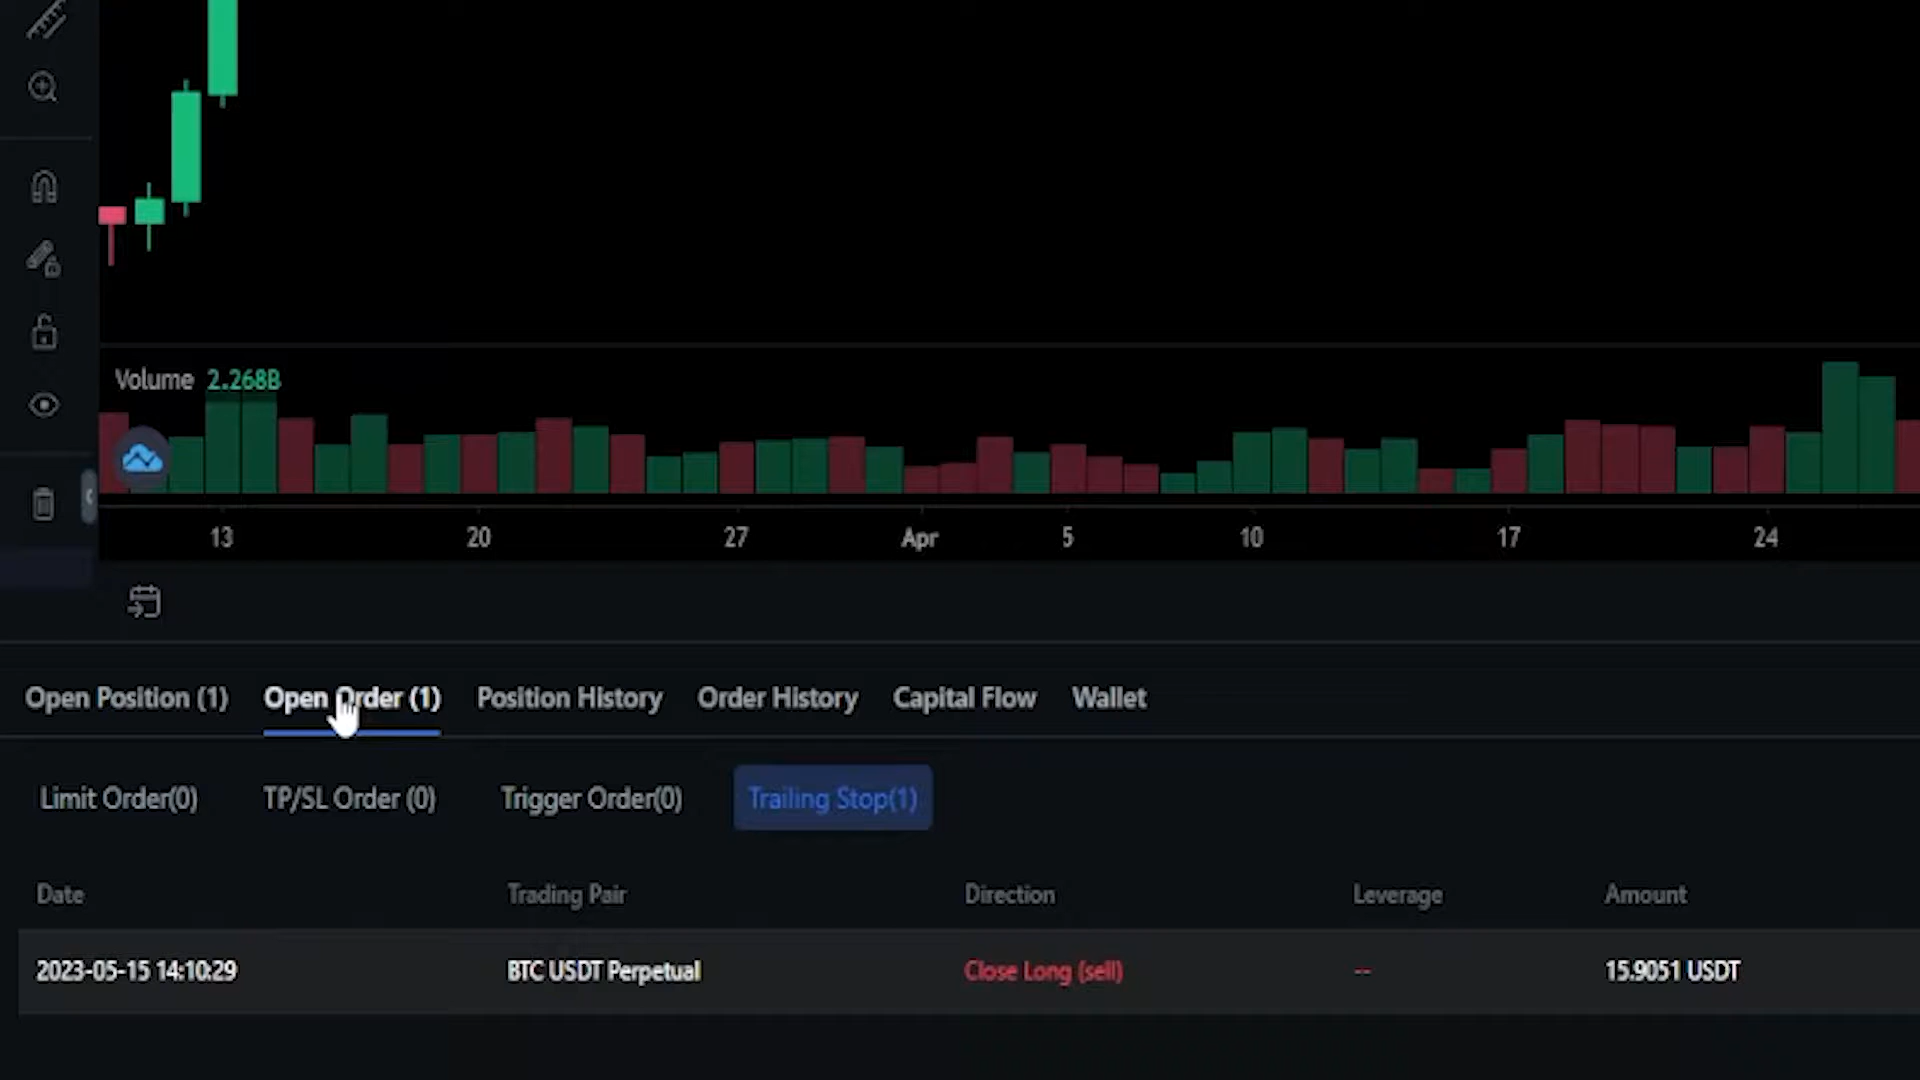 Volume 2.268B
13 20 27 Apr 5 10 17 24
Open Position (1) Open Order (1) Position History Order History Capital Flow Wallet
Limit Order(0) TP/SL Order (0) Trigger Order(0) Trailing Stop(1)
Date Trading Pair Direction Leverage Amount
2023-05-15 14:10:29 BTC USDT Perpetual Close Long (sell) -- 15.9051 USDT